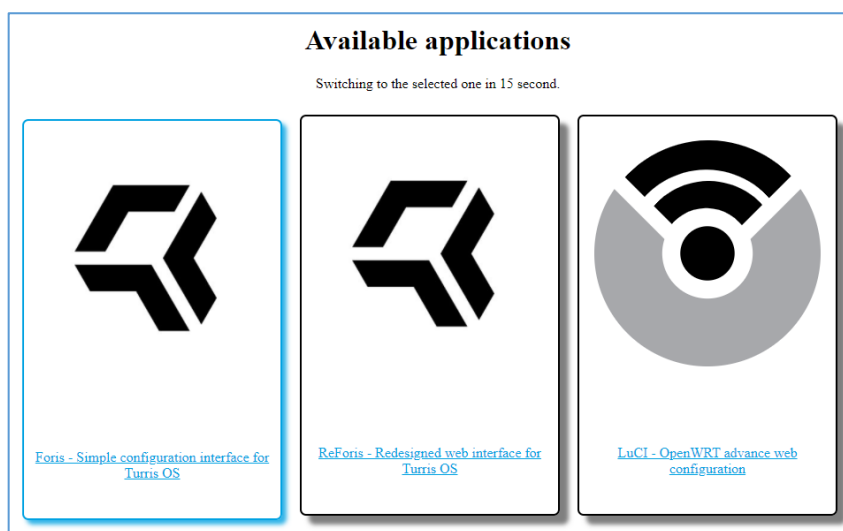 Available applications
Switching to the selected one in 15 second.
Foris - Simple configuration interface for
Turris OS
ReForis - Redesigned web interface for
Turris OS
LuCI - OpenWRT advance web
configuration